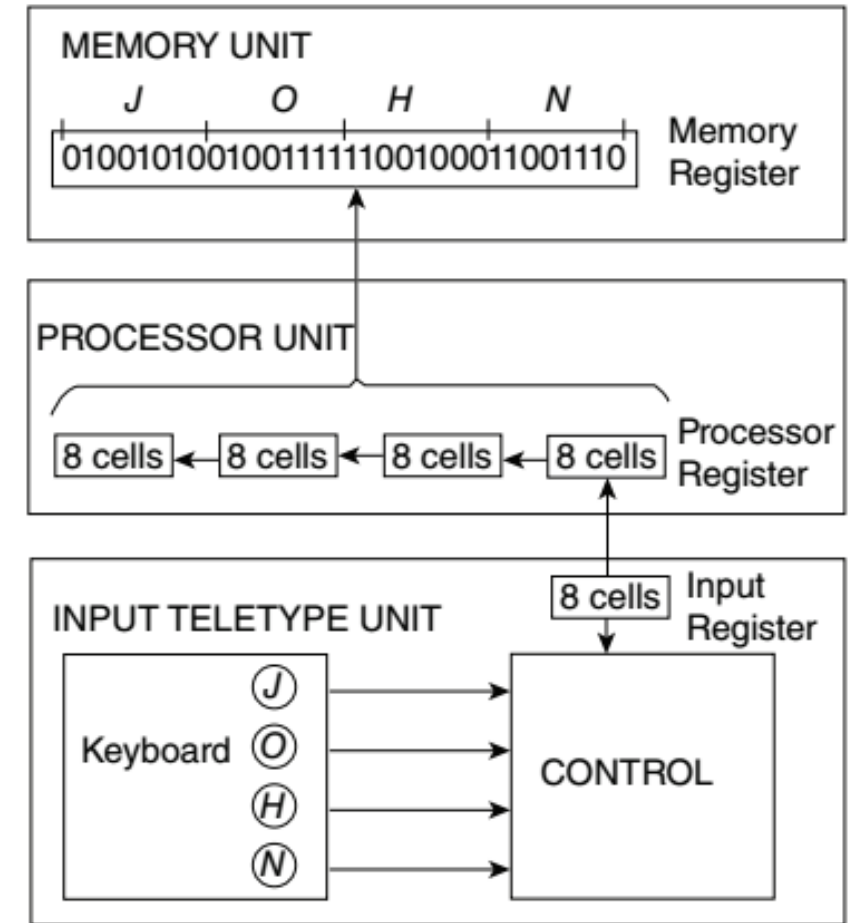 MEMORY UNIT
J O H N
01001010010011111100100011001110
Memory
Register
PROCESSOR UNIT
8 cells 8 cells 8 cells 8 cells
Processor
Register
8 cells
Input
Register
INPUT TELETYPE UNIT
Keyboard
J
O
H
N
CONTROL